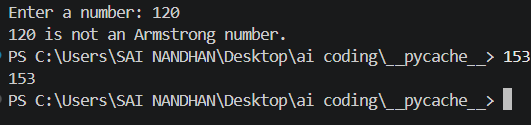 Enter a number: 120
120 is not an Armstrong number.
PS C:\Users\SAI NANDHAN\Desktop\ai coding\__pycache__> 153
153
PS C:\Users\SAI NANDHAN\Desktop\ai coding\__pycache__>